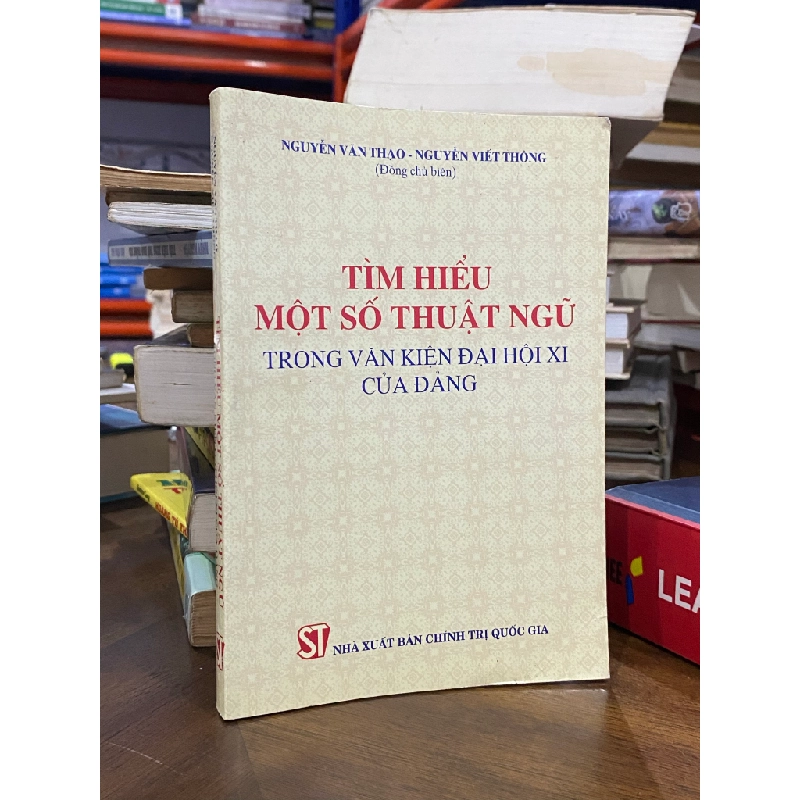 NGUYỄN VĂN THẠO - NGUYỄN VIẾT THÔNG
(Đồng chủ biên)
TÌM HIỂU
MỘT SỐ THUẬT NGỮ
TRONG VĂN KIỆN ĐẠI HỘI XI
CỦA ĐẢNG
ST NHÀ XUẤT BẢN CHÍNH TRỊ QUỐC GIA
ST
LEA